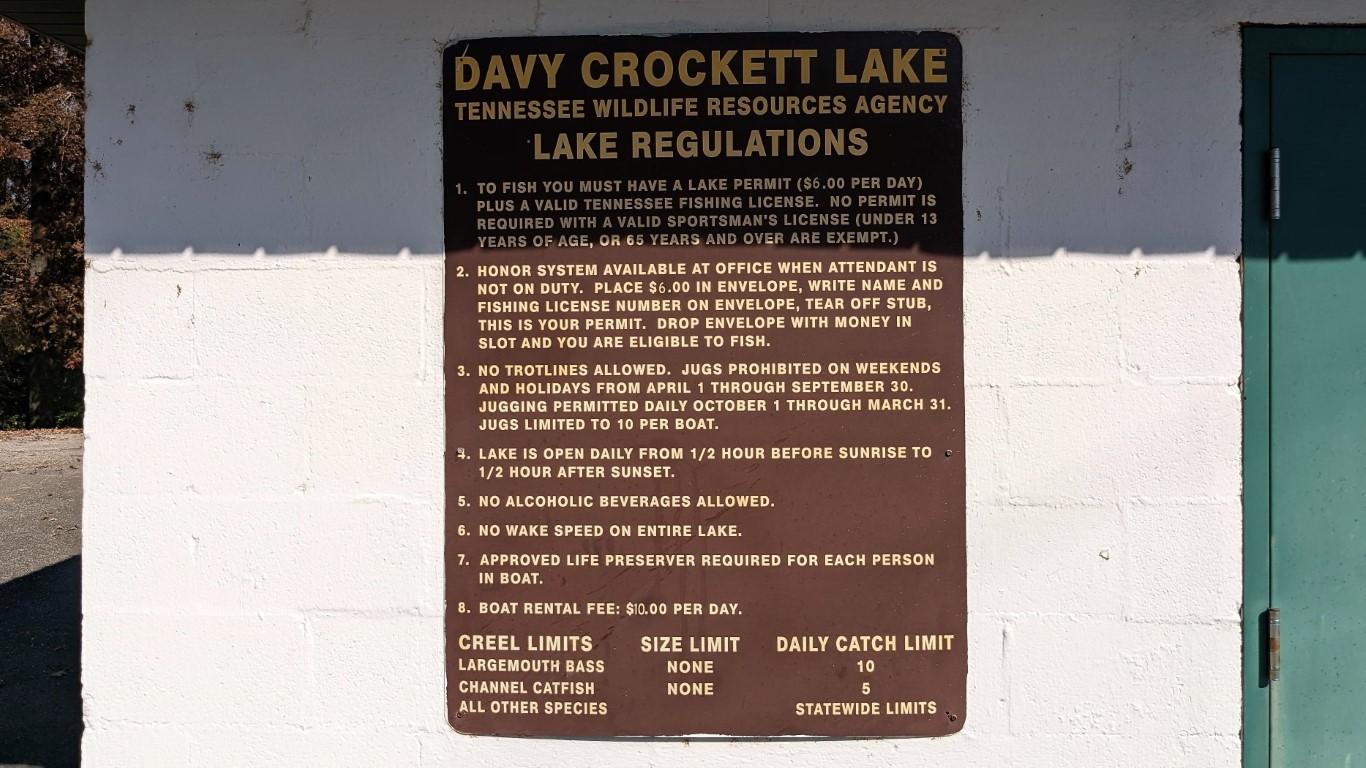 DAVY CROCKETT LAKE
TENNESSEE WILDLIFE RESOURCES AGENCY
LAKE REGULATIONS
1. TO FISH YOU MUST HAVE A LAKE PERMIT ($6.00 PER DAY)
PLUS A VALID TENNESSEE FISHING LICENSE. NO PERMIT IS
REQUIRED WITH A VALID SPORTSMAN'S LICENSE (UNDER 13
YEARS OF AGE, OR 65 YEARS AND OVER ARE EXEMPT.)
2. HONOR SYSTEM AVAILABLE AT OFFICE WHEN ATTENDANT IS
NOT ON DUTY. PLACE $6.00 IN ENVELOPE, WRITE NAME AND
FISHING LICENSE NUMBER ON ENVELOPE, TEAR OFF STUB,
THIS IS YOUR PERMIT. DROP ENVELOPE WITH MONEY IN
SLOT AND YOU ARE ELIGIBLE TO FISH.
3. NO TROTLINES ALLOWED. JUGS PROHIBITED ON WEEKENDS
AND HOLIDAYS FROM APRIL 1 THROUGH SEPTEMBER 30.
JUGGING PERMITTED DAILY OCTOBER 1 THROUGH MARCH 31.
JUGS LIMITED TO 10 PER BOAT.
4. LAKE IS OPEN DAILY FROM 1/2 HOUR BEFORE SUNRISE TO
1/2 HOUR AFTER SUNSET.
5. NO ALCOHOLIC BEVERAGES ALLOWED.
6. NO WAKE SPEED ON ENTIRE LAKE.
7. APPROVED LIFE PRESERVER REQUIRED FOR EACH PERSON
IN BOAT.
8. BOAT RENTAL FEE: $10.00 PER DAY.
CREEL LIMITS SIZE LIMIT DAILY CATCH LIMIT
LARGEMOUTH BASS NONE 10
CHANNEL CATFISH NONE 5
ALL OTHER SPECIES STATEWIDE LIMITS